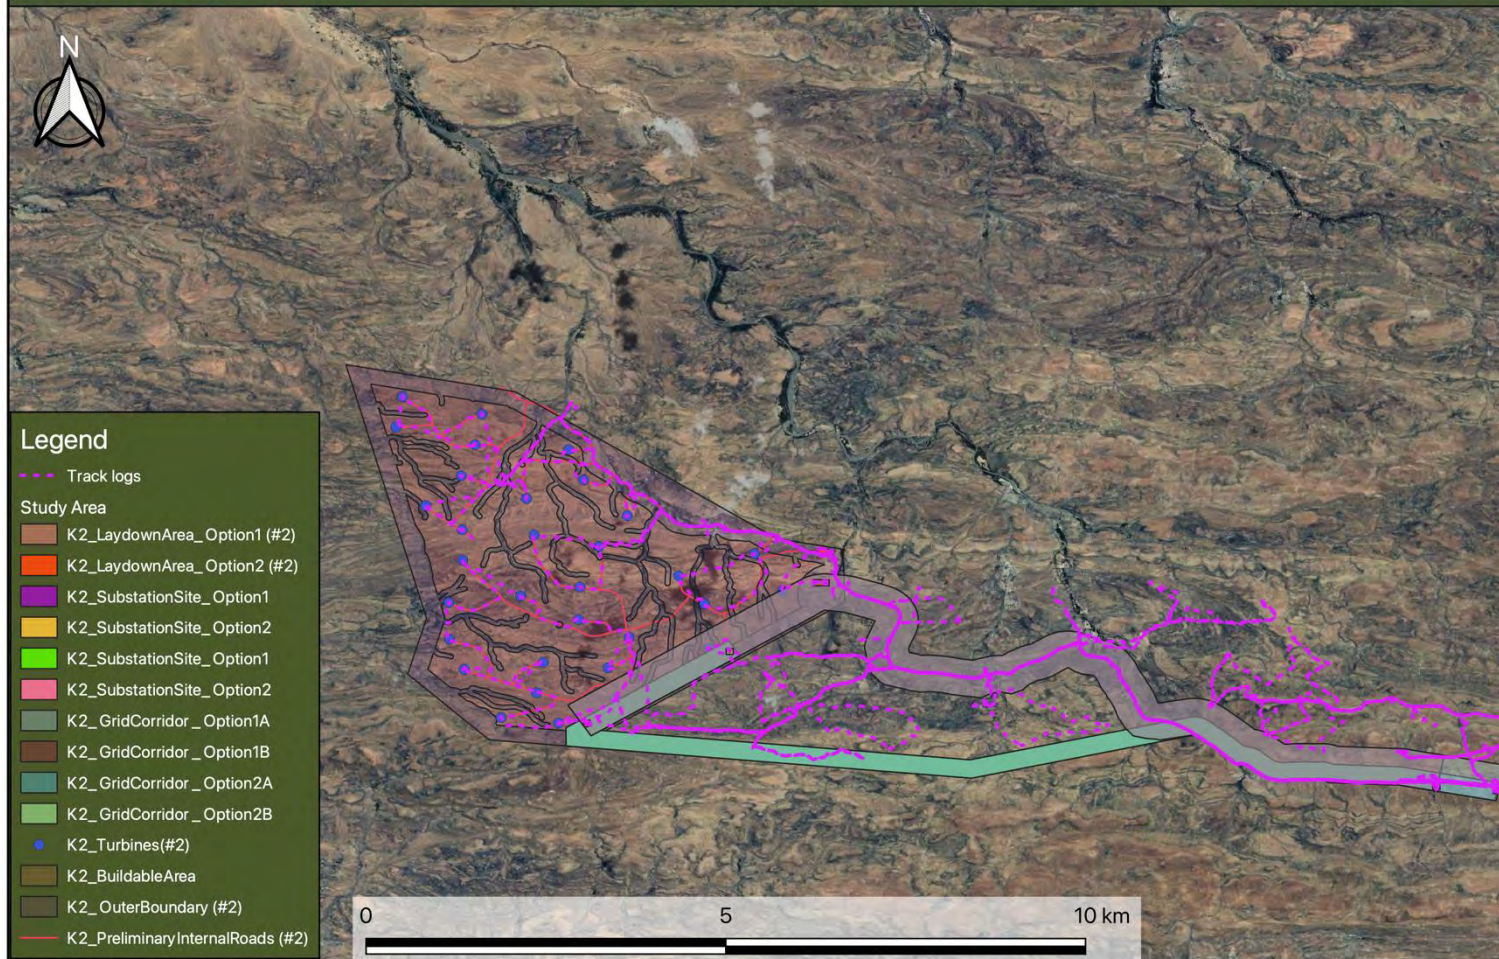 N
Legend
Track logs
Study Area
K2_LaydownArea_Option1 (#2)
K2_LaydownArea_Option2 (#2)
K2_SubstationSite_Option1
K2_SubstationSite_Option2
K2_SubstationSite_Option1
K2_SubstationSite_Option2
K2_GridCorridor_Option1A
K2_GridCorridor_Option1B
K2_GridCorridor_Option2A
K2_GridCorridor_Option2B
K2_Turbines(#2)
K2_BuildableArea
K2_OuterBoundary (#2)
K2_PreliminaryInternalRoads (#2)
0 5 10 km